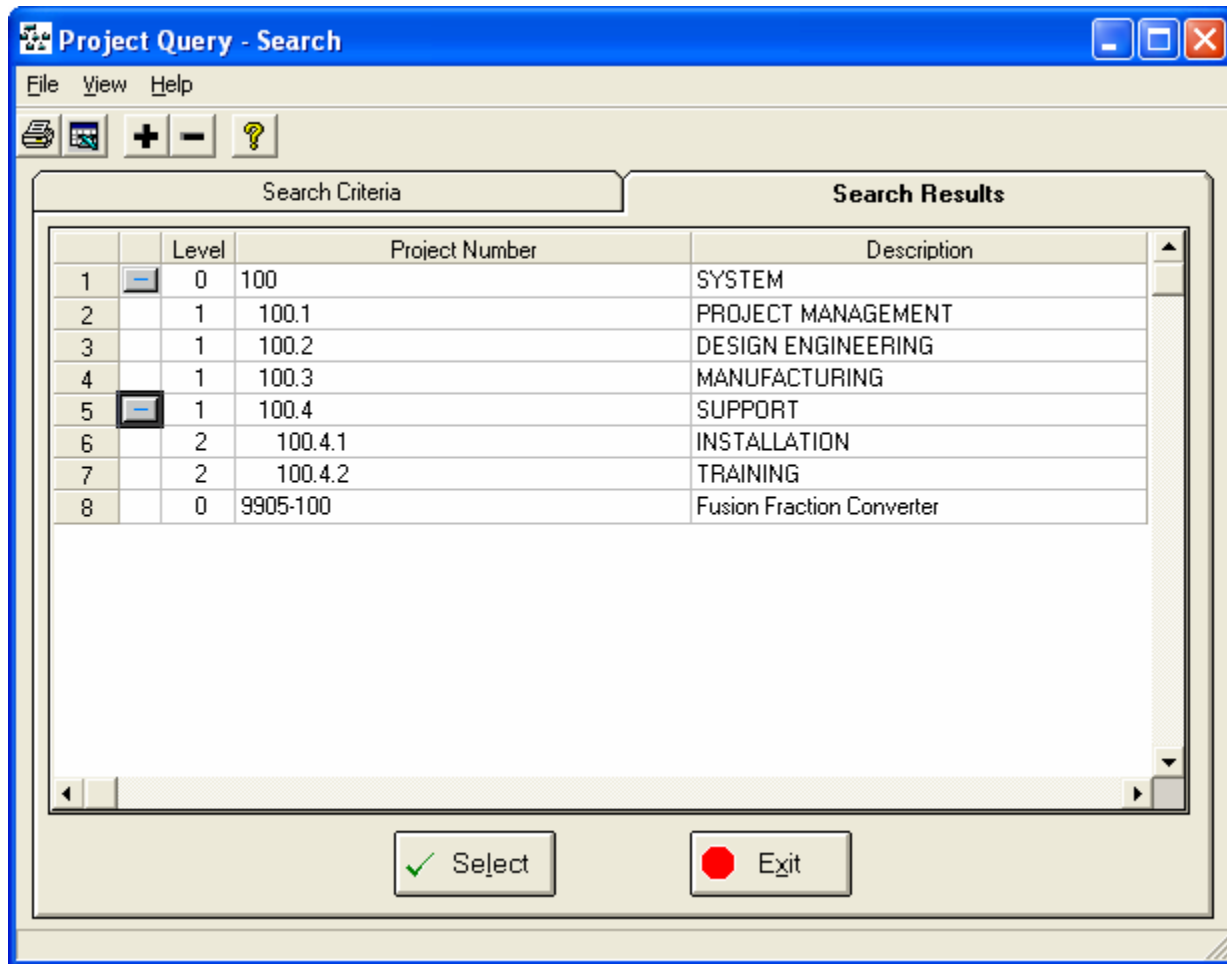 Project Query - Search
File View Help
Search Criteria Search Results
Level Project Number Description
1 0 100 SYSTEM
2 1 100.1 PROJECT MANAGEMENT
3 1 100.2 DESIGN ENGINEERING
4 1 100.3 MANUFACTURING
5 1 100.4 SUPPORT
6 2 100.4.1 INSTALLATION
7 2 100.4.2 TRAINING
8 0 9905-100 Fusion Fraction Converter
Select Exit